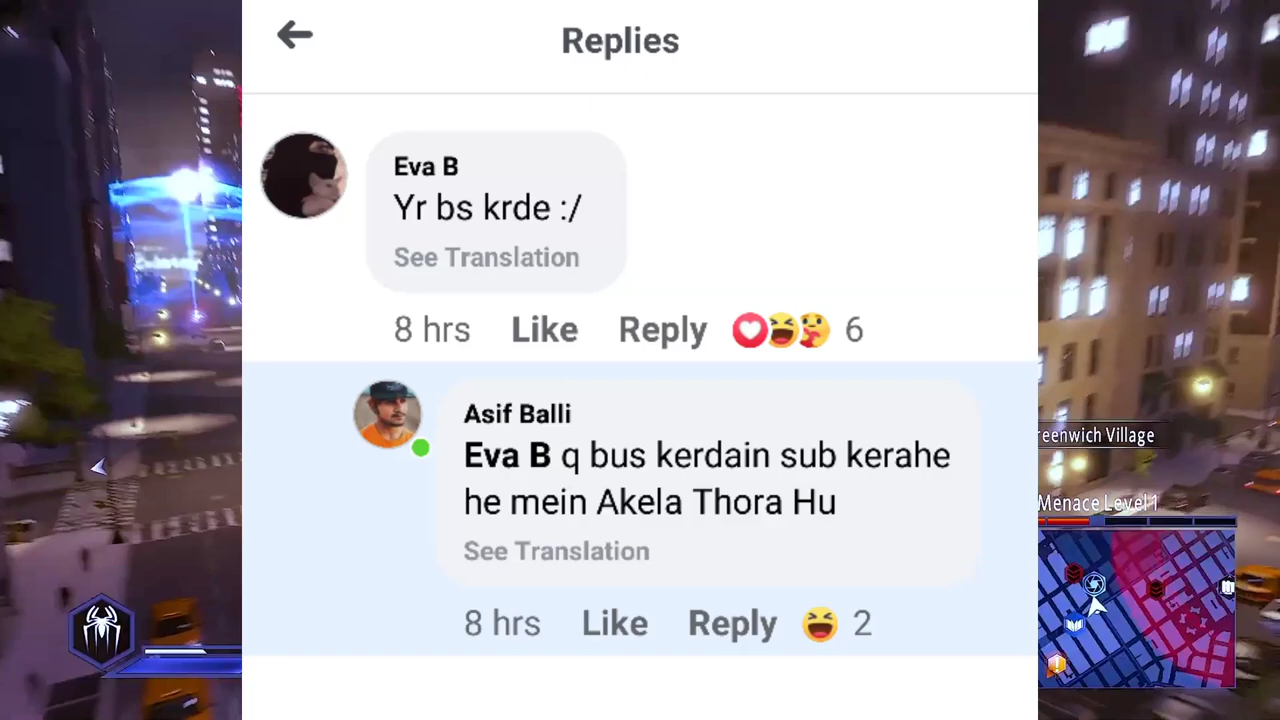 Replies
Eva B
Yr bs krde :/
See Translation
8 hrs Like Reply 6
Asif Balli
Eva B q bus kerdain sub kerahe
he mein Akela Thora Hu
See Translation
8 hrs Like Reply 2
reenwich Village
Menace Level 1